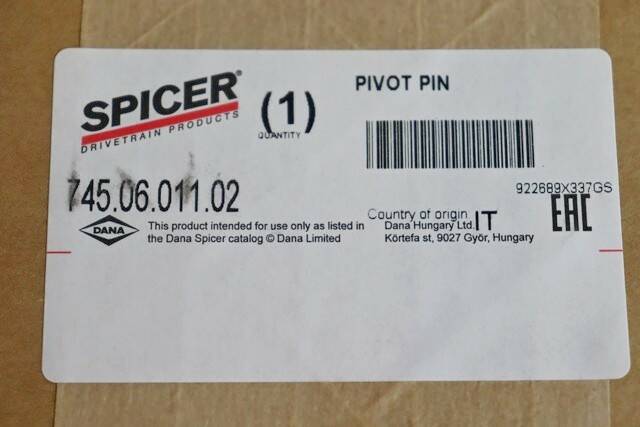 SPICER®
DRIVETRAIN PRODUCTS
(1)
QUANTITY
PIVOT PIN
745.06.011.02
922689X337GS
DANA
This product intended for use only as listed in
the Dana Spicer catalog © Dana Limited
Country of origin IT
Dana Hungary Ltd.
Körtefa st, 9027 Győr, Hungary
EAC